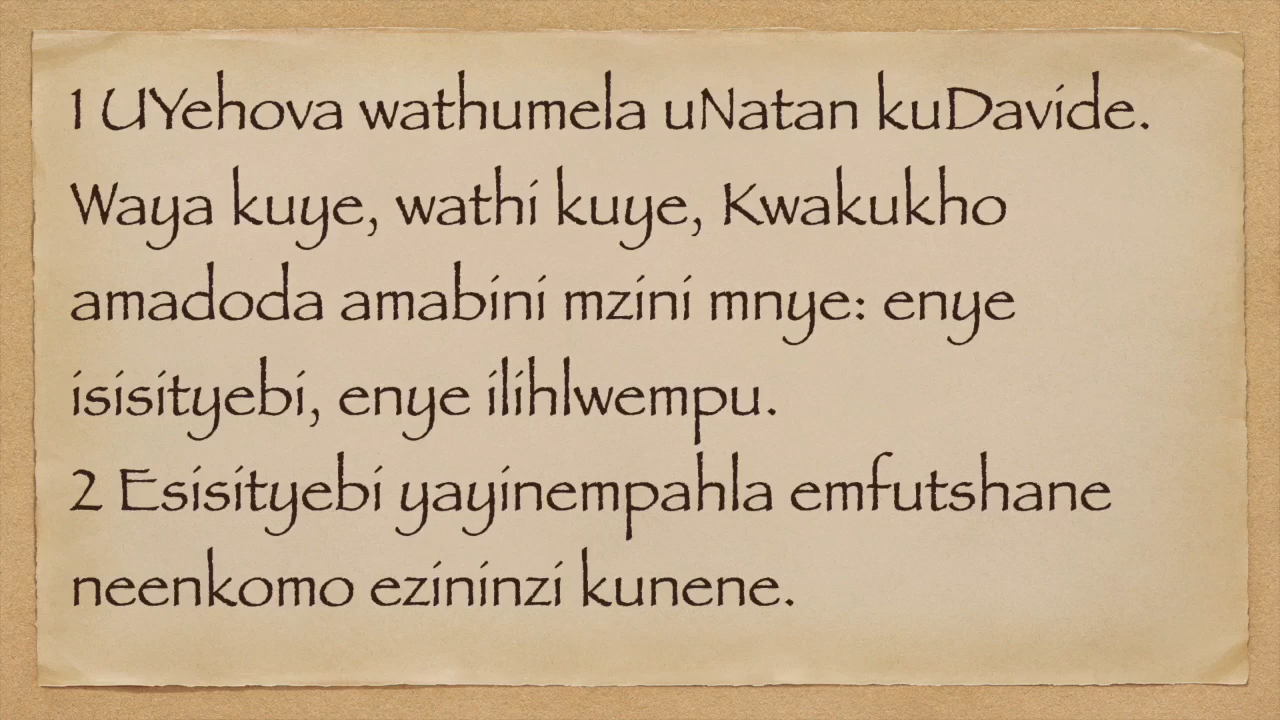 1 UYehova wathumela uNatan kuDavide.
Waya kuye, wathi kuye, Kwakukho
amadoda amabini mzini mnye: enye
isisityebi, enye ilihlwempu.
2 Esisityebi yayinempahla emfutshane
neenkomo ezininzi kunene.